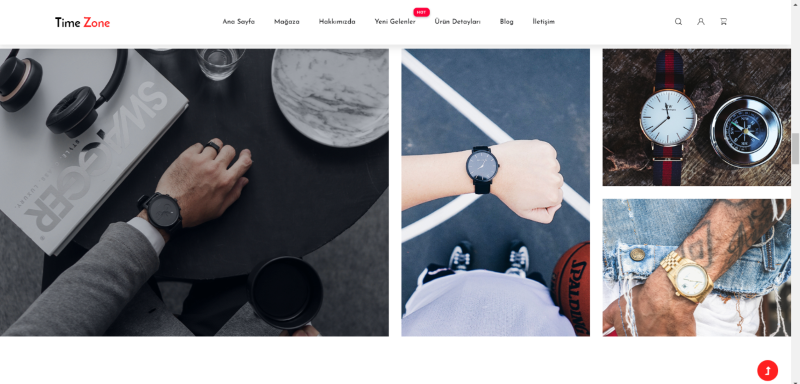 Time Zone
Ana Sayfa
Mağaza
Hakkımızda
HOT
Yeni Gelenler
Ürün Detayları
Blog
İletişim
SWAGGER
SPALDING